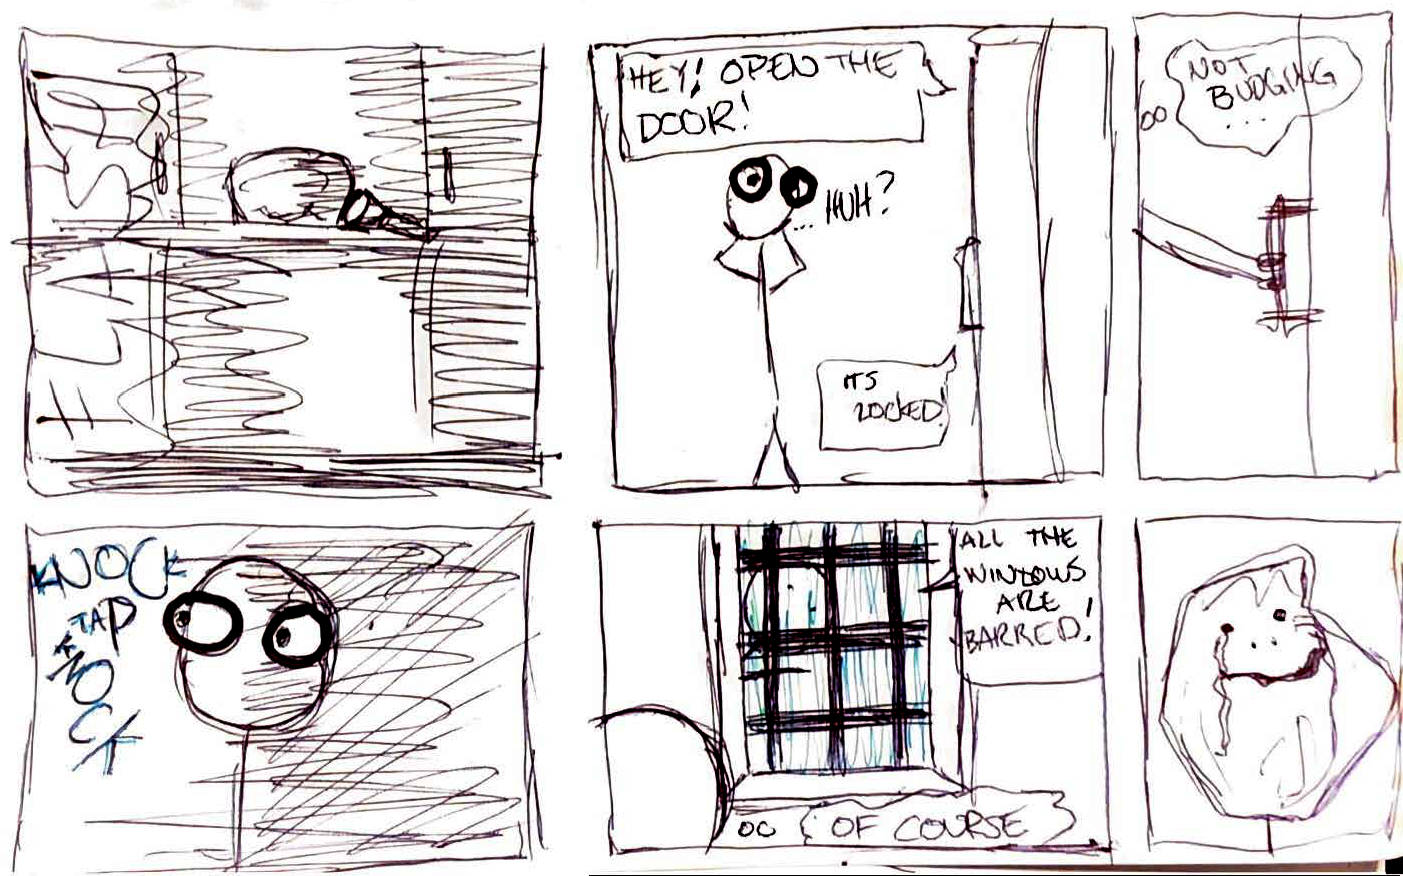 HEY! OPEN THE
DOOR!
... HUH?
ITS
LOCKED!
NOT
BUDGING
...
KNOCK
TAP
KNOCK
ALL THE
WINDOWS
ARE
BARRED!
OF COURSE